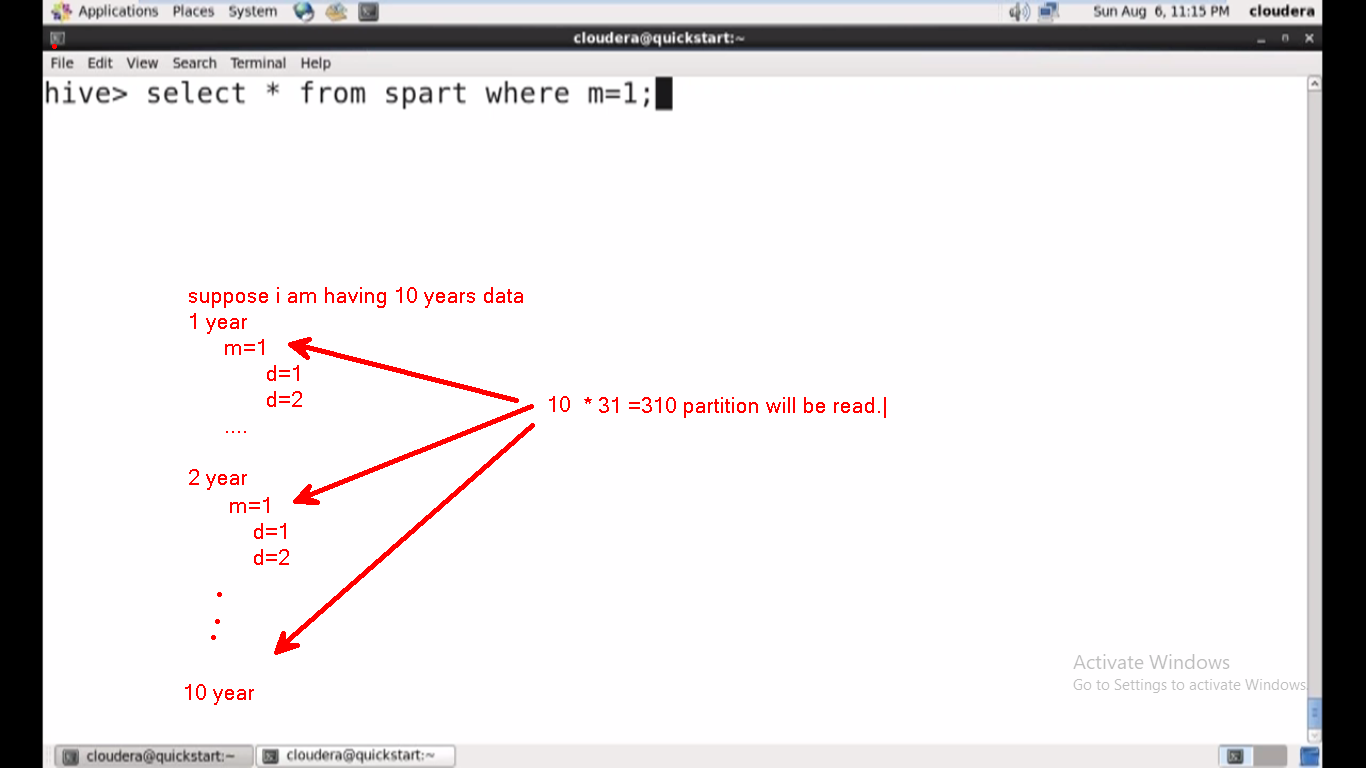 Applications Places System
Sun Aug 6, 11:15 PM cloudera
cloudera@quickstart:~
File Edit View Search Terminal Help
hive> select * from spart where m=1;
suppose i am having 10 years data
1 year
m=1
d=1
d=2
....
10 * 31 =310 partition will be read.
2 year
m=1
d=1
d=2
10 year
Activate Windows
Go to Settings to activate Windows.
cloudera@quickstart:~ cloudera@quickstart:~